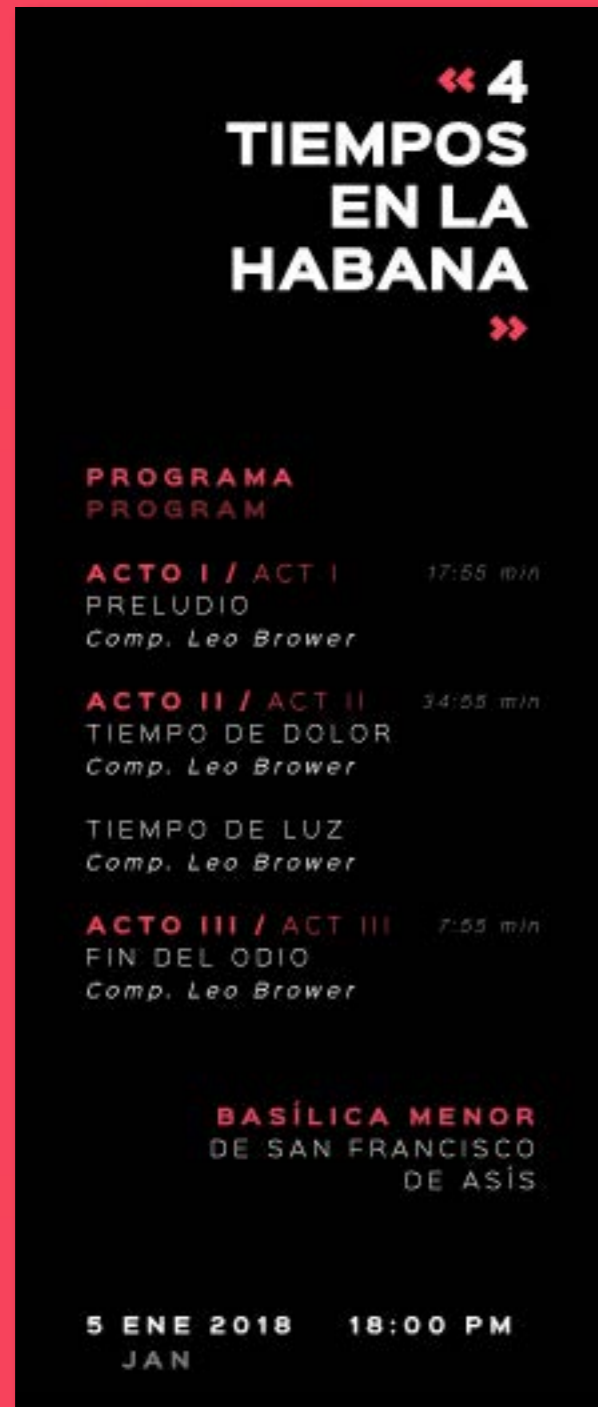 « 4
TIEMPOS
EN LA
HABANA
»
PROGRAMA
PROGRAM
ACTO I / ACT I 17:55 min
PRELUDIO
Comp. Leo Brower
ACTO II / ACT II 34:55 min
TIEMPO DE DOLOR
Comp. Leo Brower
TIEMPO DE LUZ
Comp. Leo Brower
ACTO III / ACT III 7:55 min
FIN DEL ODIO
Comp. Leo Brower
BASÍLICA MENOR
DE SAN FRANCISCO
DE ASÍS
5 ENE 2018 18:00 PM
JAN